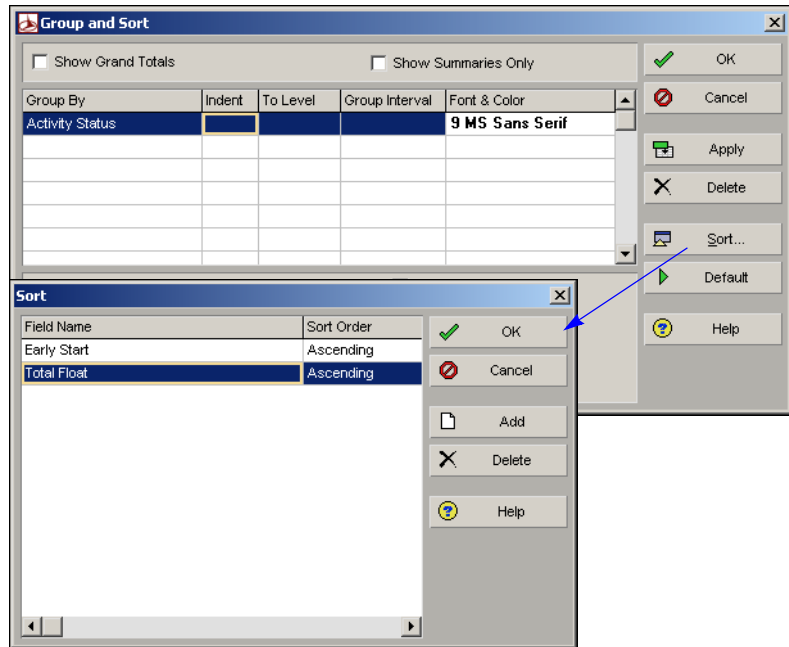 Group and Sort
Show Grand Totals
Show Summaries Only
Group By Indent To Level Group Interval Font & Color
Activity Status 9 MS Sans Serif
OK
Cancel
Apply
Delete
Sort...
Default
Help
Sort
Field Name Sort Order
Early Start Ascending
Total Float Ascending
OK
Cancel
Add
Delete
Help